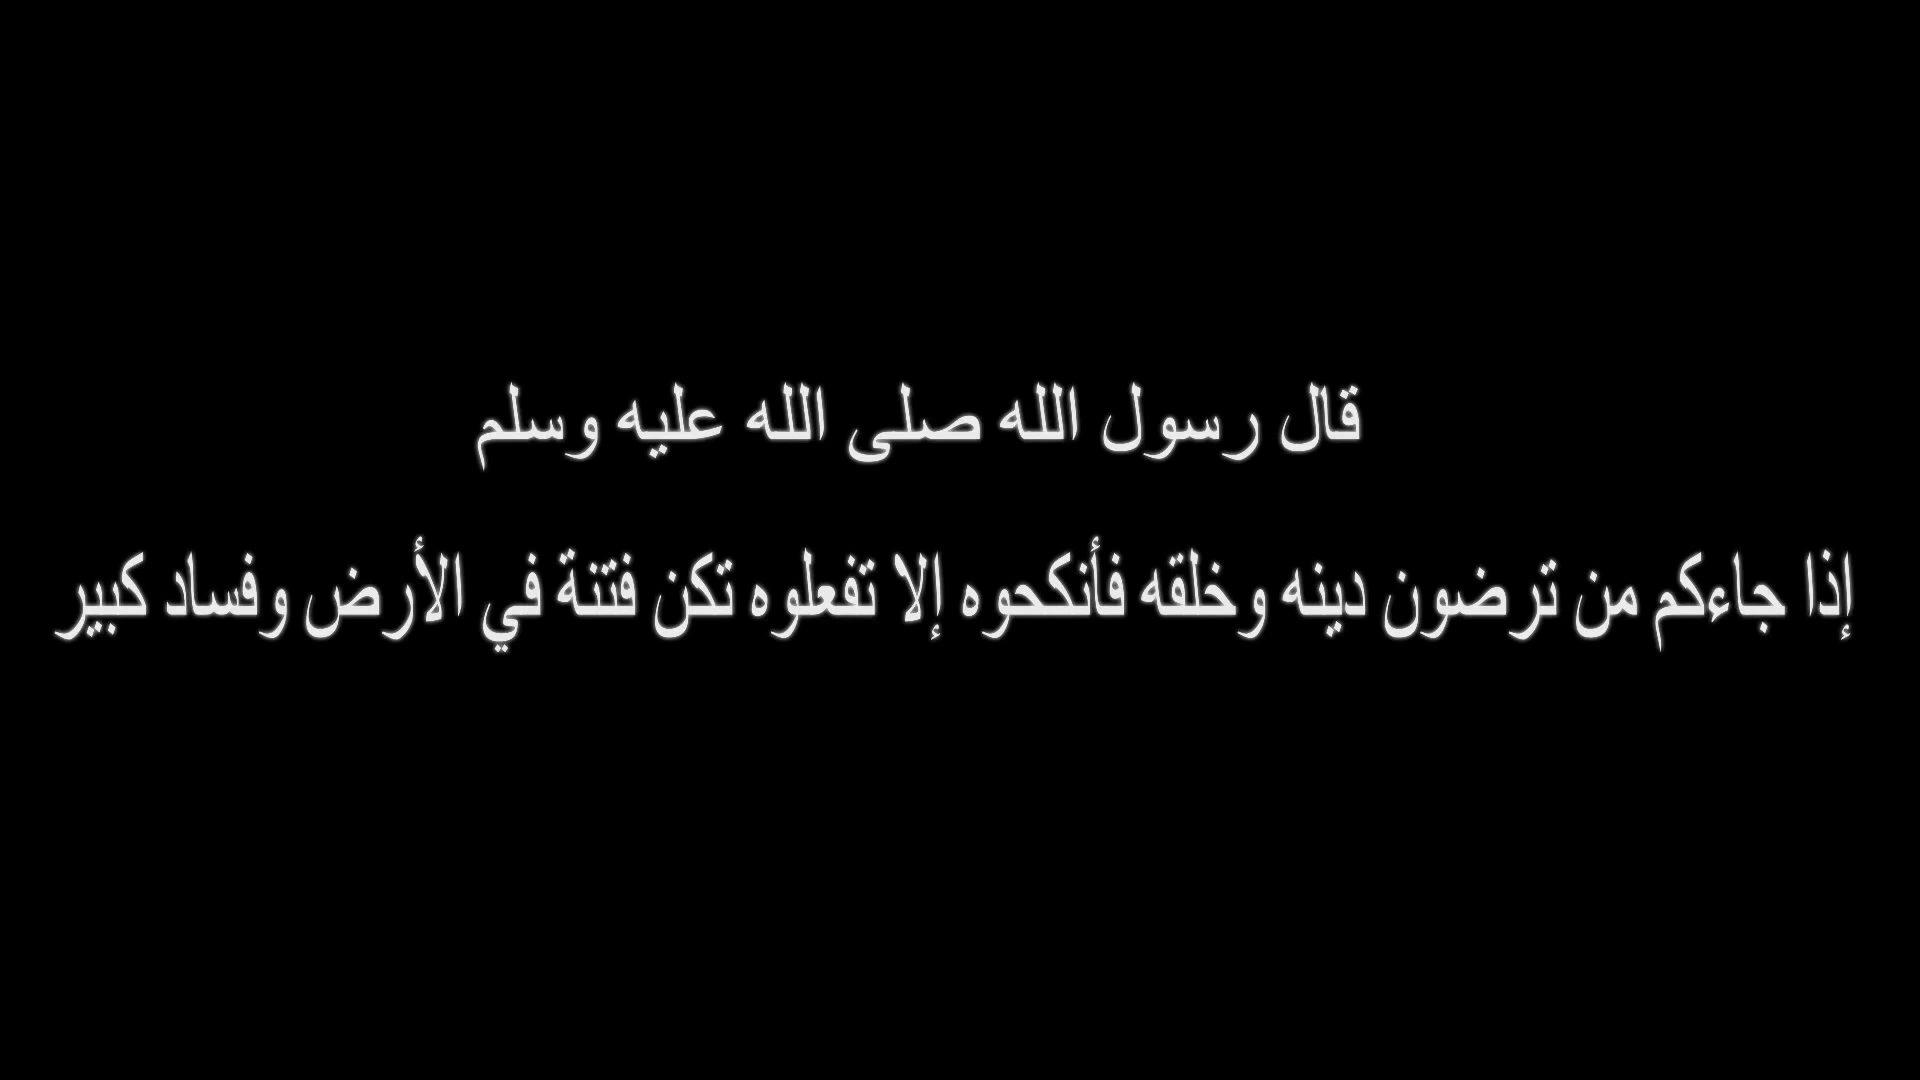 قال رسول الله صلى الله عليه وسلم
إذا جاءكم من ترضون دينه وخلقه فأنكحوه إلا تفعلوه تكن فتنة في الأرض وفساد كبير